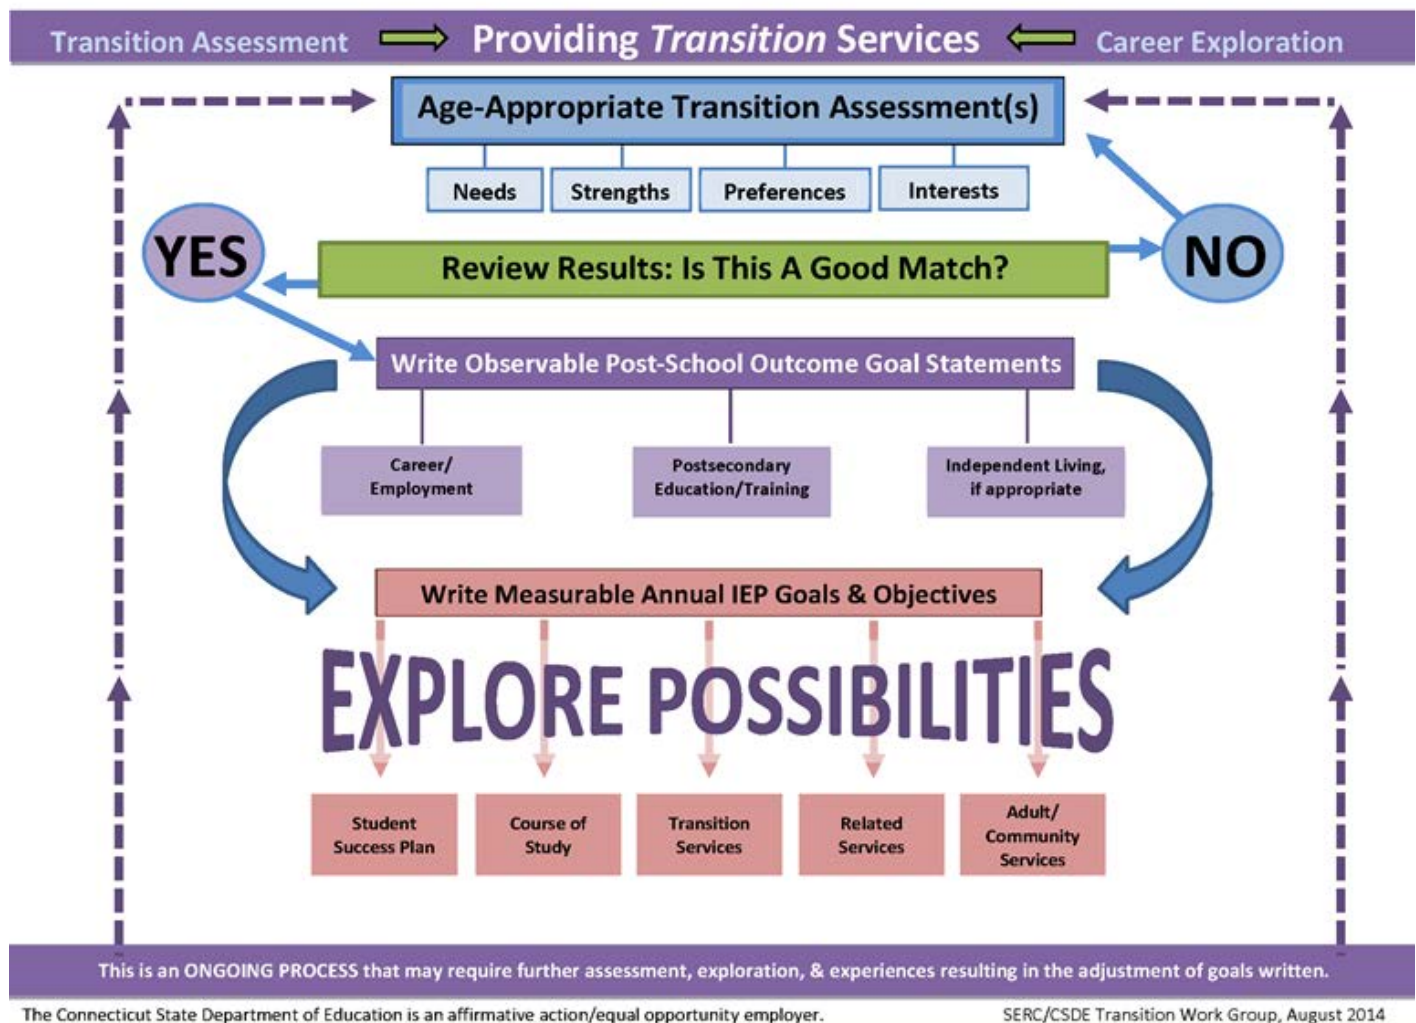 Transition Assessment Providing Transition Services Career Exploration
Age-Appropriate Transition Assessment(s)
Needs Strengths Preferences Interests
YES
Review Results: Is This A Good Match?
NO
Write Observable Post-School Outcome Goal Statements
Career/
Employment
Postsecondary
Education/Training
Independent Living,
if appropriate
Write Measurable Annual IEP Goals & Objectives
EXPLORE POSSIBILITIES
Student
Success Plan
Course of
Study
Transition
Services
Related
Services
Adult/
Community
Services
This is an ONGOING PROCESS that may require further assessment, exploration, & experiences resulting in the adjustment of goals written.
The Connecticut State Department of Education is an affirmative action/equal opportunity employer.
SERC/CSDE Transition Work Group, August 2014